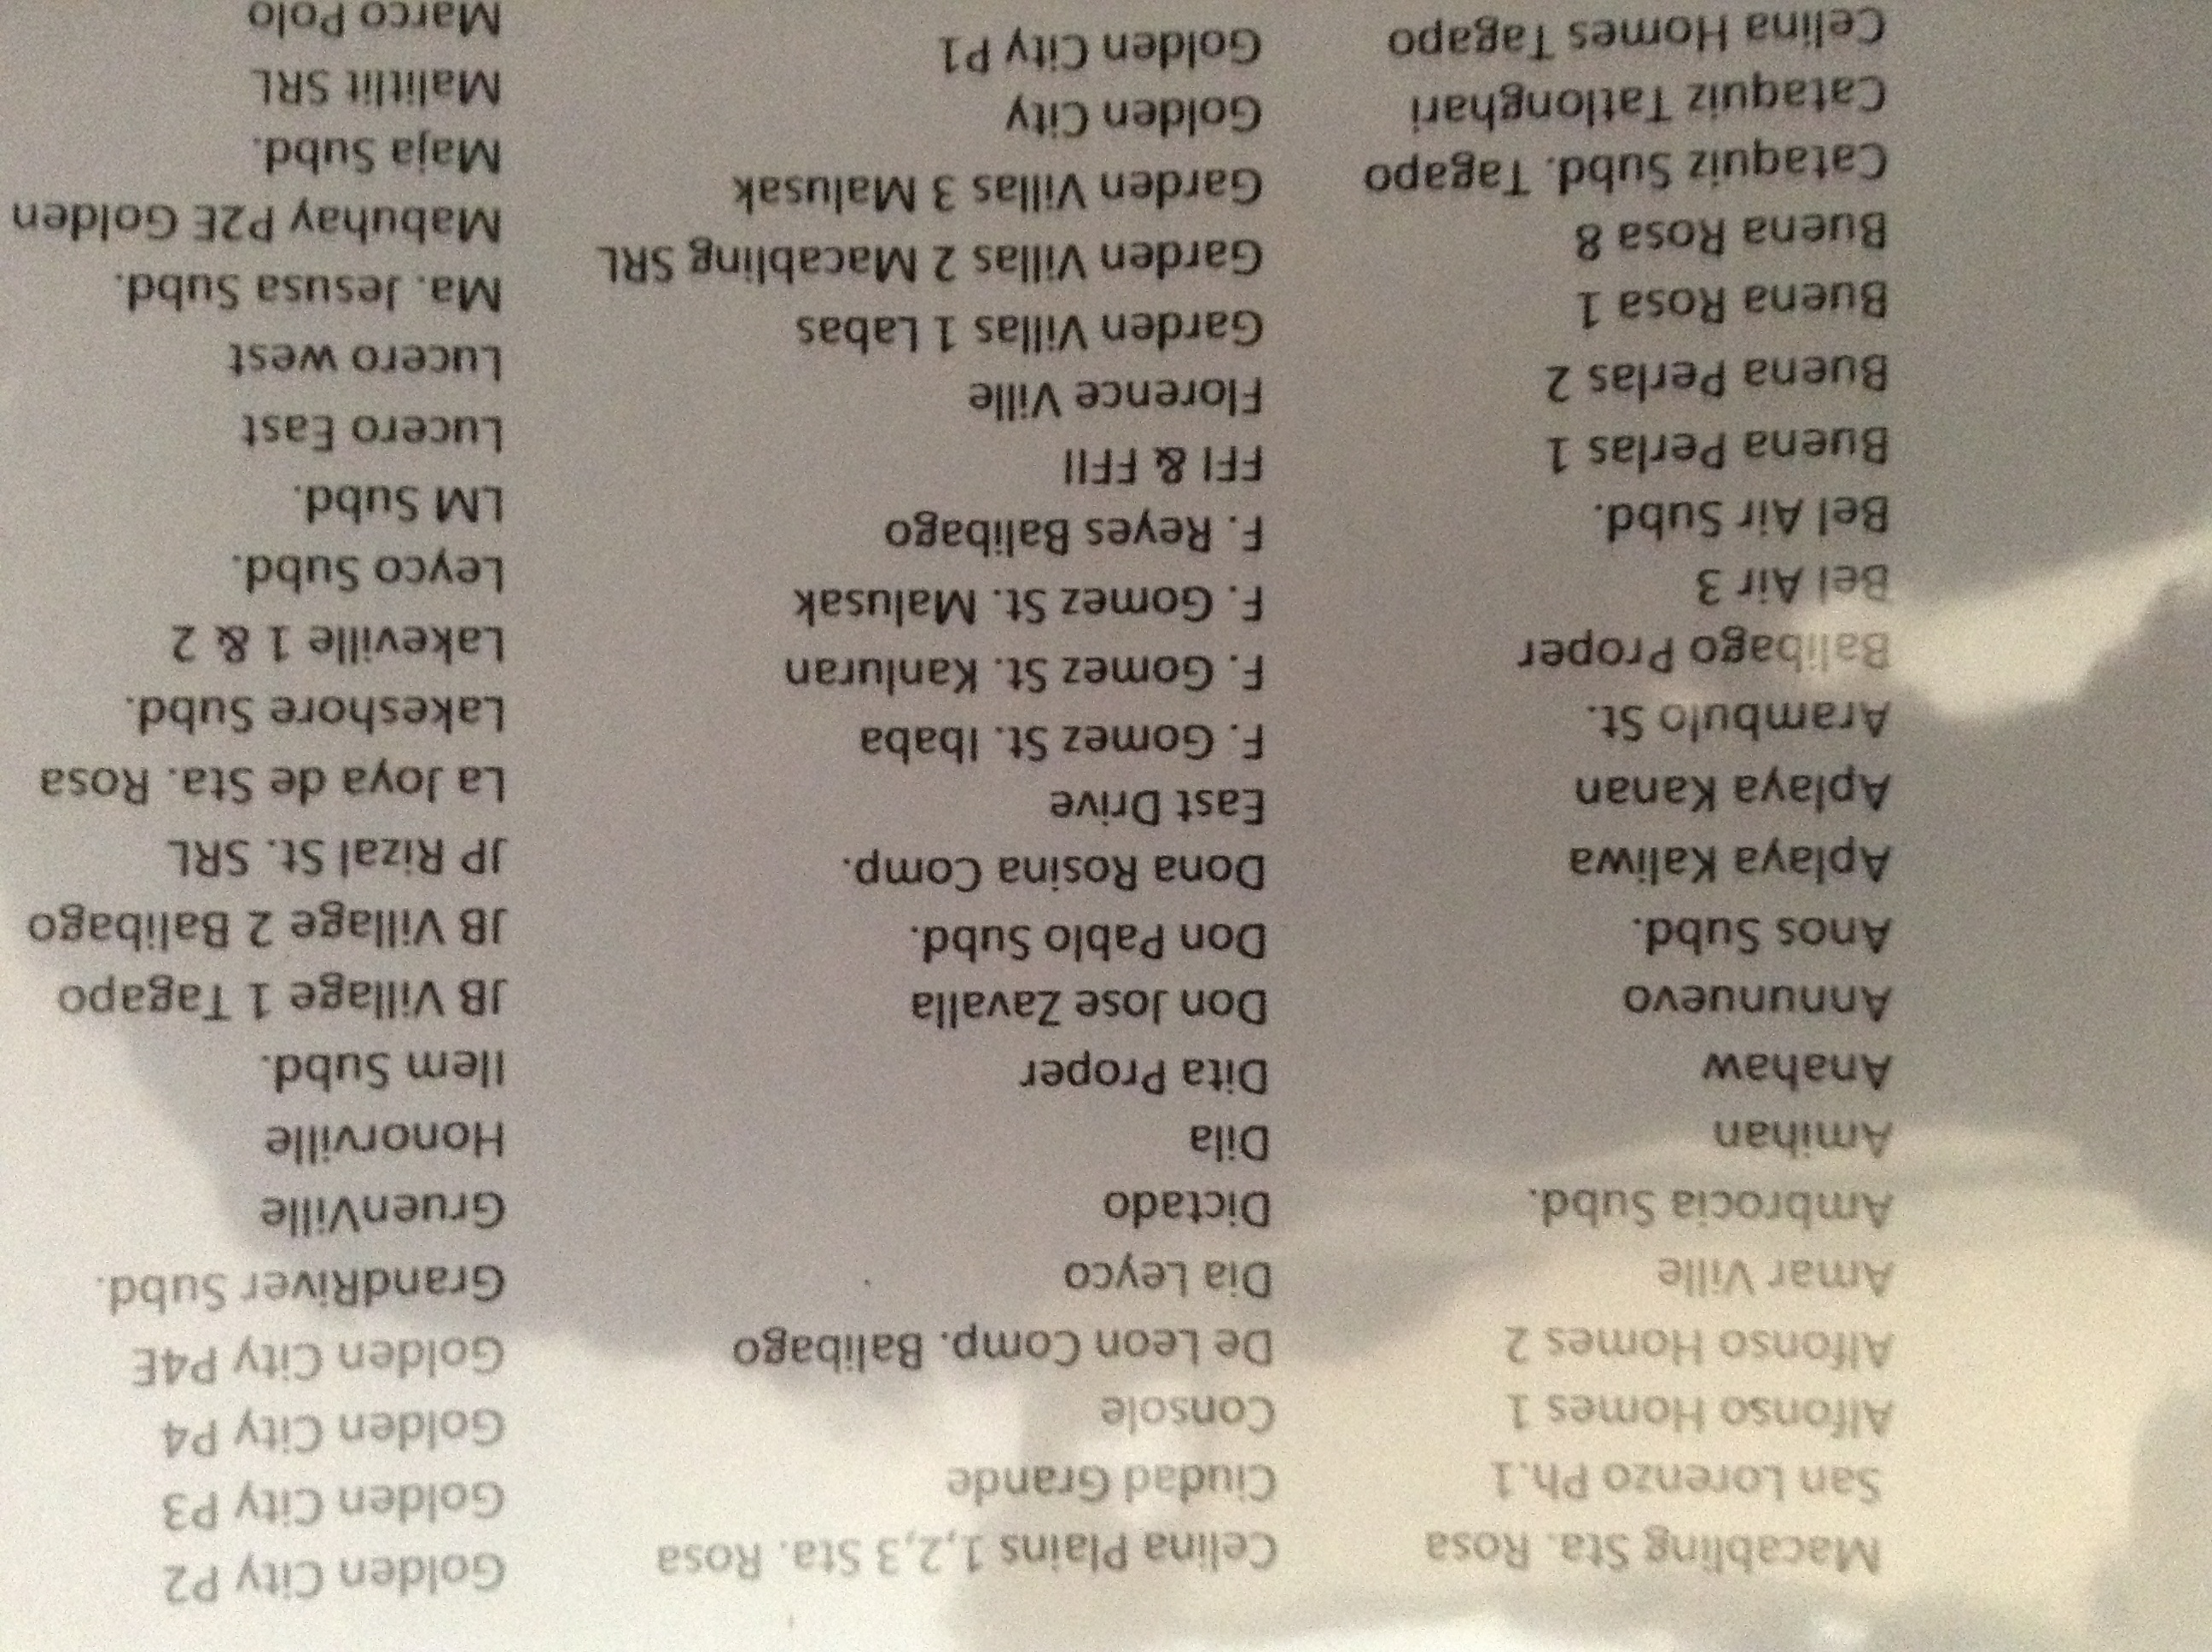 Macabling Sta. Rosa
San Lorenzo Ph.1
Alfonso Homes 1
Alfonso Homes 2
Amar Ville
Ambrocia Subd.
Amihan
Anahaw
Annunuevo
Anos Subd.
Aplaya Kaliwa
Aplaya Kanan
Arambulo St.
Balibago Proper
Bel Air 3
Bel Air Subd.
Buena Perlas 1
Buena Perlas 2
Buena Rosa 1
Buena Rosa 8
Cataquiz Subd. Tagapo
Cataquiz Tatlonghari
Celina Homes Tagapo
Celina Plains 1,2,3 Sta. Rosa
Ciudad Grande
Console
De Leon Comp. Balibago
Dia Leyco
Dictado
Dila
Dita Proper
Don Jose Zavalla
Don Pablo Subd.
Dona Rosina Comp.
East Drive
F. Gomez St. Ibaba
F. Gomez St. Kanluran
F. Gomez St. Malusak
F. Reyes Balibago
FFI & FFII
Florence Ville
Garden Villas 1 Labas
Garden Villas 2 Macabling SRL
Garden Villas 3 Malusak
Golden City
Golden City P1
Golden City P2
Golden City P3
Golden City P4
Golden City P4E
GrandRiver Subd.
GruenVille
Honorville
Ilem Subd.
JB Village 1 Tagapo
JB Village 2 Balibago
JP Rizal St. SRL
La Joya de Sta. Rosa
Lakeshore Subd.
Lakeville 1 & 2
Leyco Subd.
LM Subd.
Lucero East
Lucero west
Ma. Jesusa Subd.
Mabuhay P2E Golden
Maja Subd.
Malitlit SRL
Marco Polo